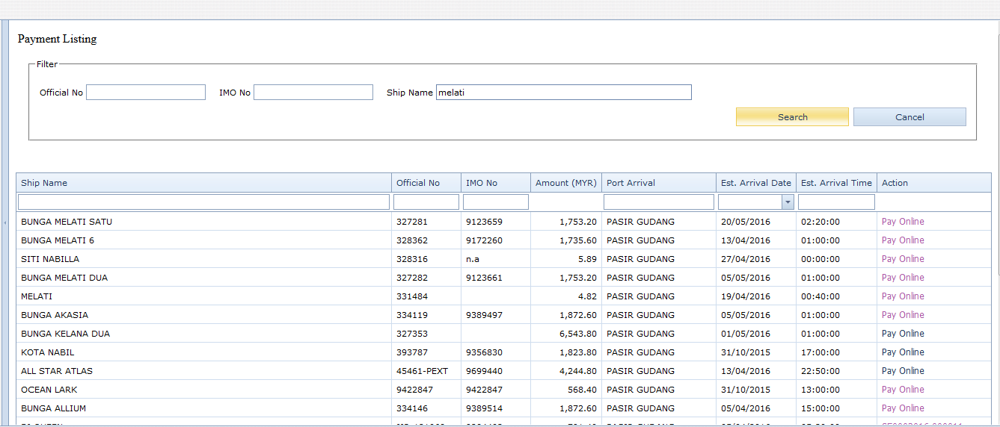 Payment Listing
Filter
Official No IMO No Ship Name melati
Search Cancel
Ship Name Official No IMO No Amount (MYR) Port Arrival Est. Arrival Date Est. Arrival Time Action
BUNGA MELATI SATU 327281 9123659 1,753.20 PASIR GUDANG 20/05/2016 02:20:00 Pay Online
BUNGA MELATI 6 328362 9172260 1,735.60 PASIR GUDANG 13/04/2016 01:00:00 Pay Online
SITI NABILLA 328316 n.a 5.89 PASIR GUDANG 27/04/2016 00:00:00 Pay Online
BUNGA MELATI DUA 327282 9123661 1,753.20 PASIR GUDANG 05/05/2016 01:00:00 Pay Online
MELATI 331484 4.82 PASIR GUDANG 19/04/2016 00:40:00 Pay Online
BUNGA AKASIA 334119 9389497 1,872.60 PASIR GUDANG 05/05/2016 01:00:00 Pay Online
BUNGA KELANA DUA 327353 6,543.80 PASIR GUDANG 01/05/2016 01:00:00 Pay Online
KOTA NABIL 393787 9356830 1,823.80 PASIR GUDANG 31/10/2015 17:00:00 Pay Online
ALL STAR ATLAS 45461-PEXT 9699440 4,244.80 PASIR GUDANG 13/04/2016 22:50:00 Pay Online
OCEAN LARK 9422847 9422847 568.40 PASIR GUDANG 31/10/2015 13:00:00 Pay Online
BUNGA ALLIUM 334146 9389514 1,872.60 PASIR GUDANG 05/04/2016 15:00:00 Pay Online